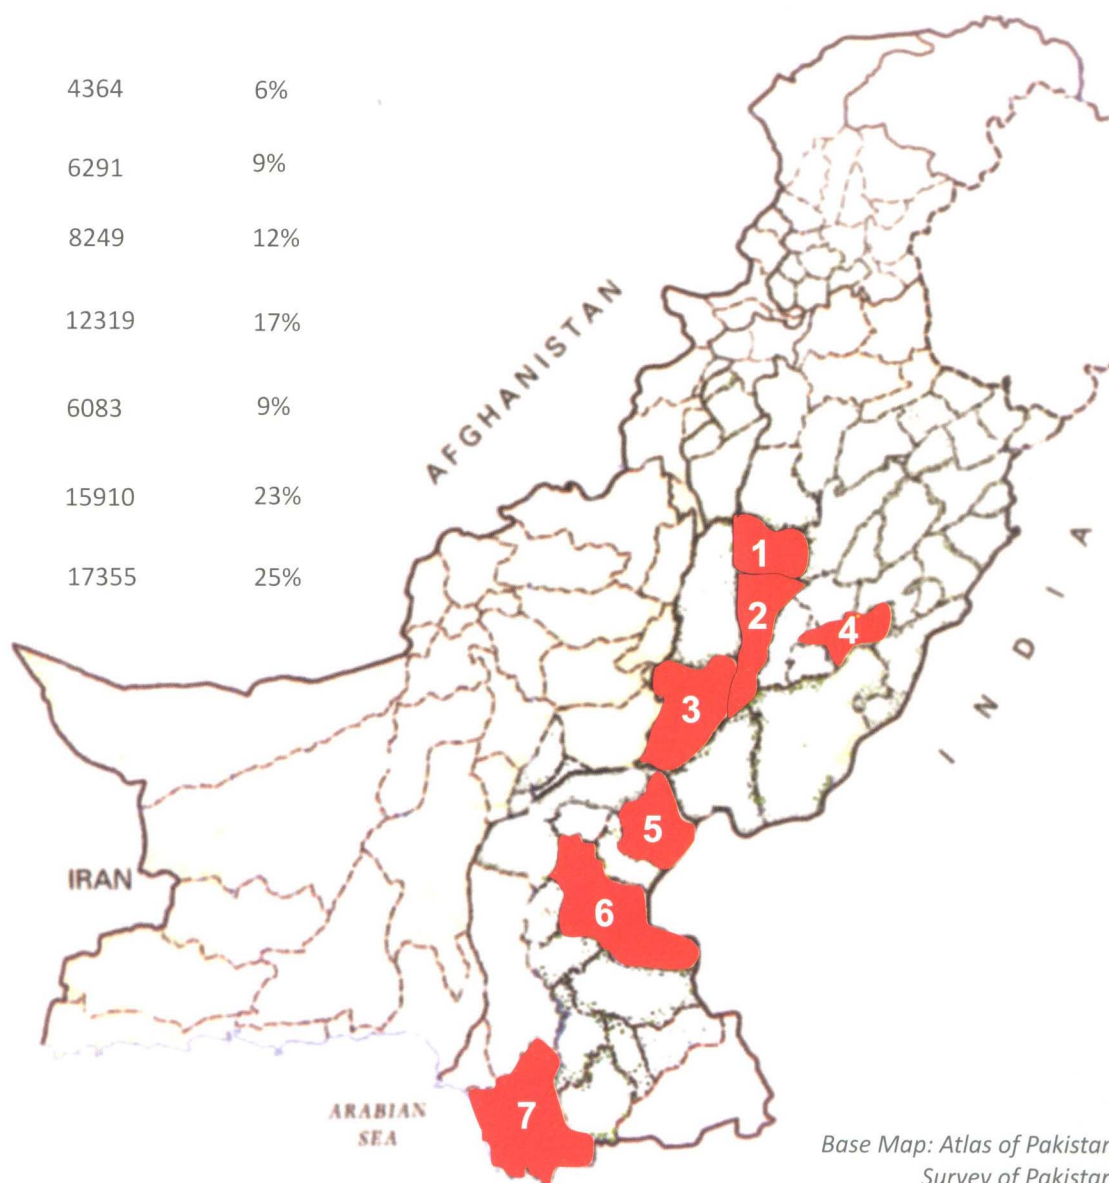 4364 6%
6291 9%
8249 12%
12319 17%
6083 9%
15910 23%
17355 25%
AFGHANISTAN
INDIA
IRAN
ARABIAN
SEA
1
2
3
4
5
6
7
Base Map: Atlas of Pakistan
Survey of Pakistan